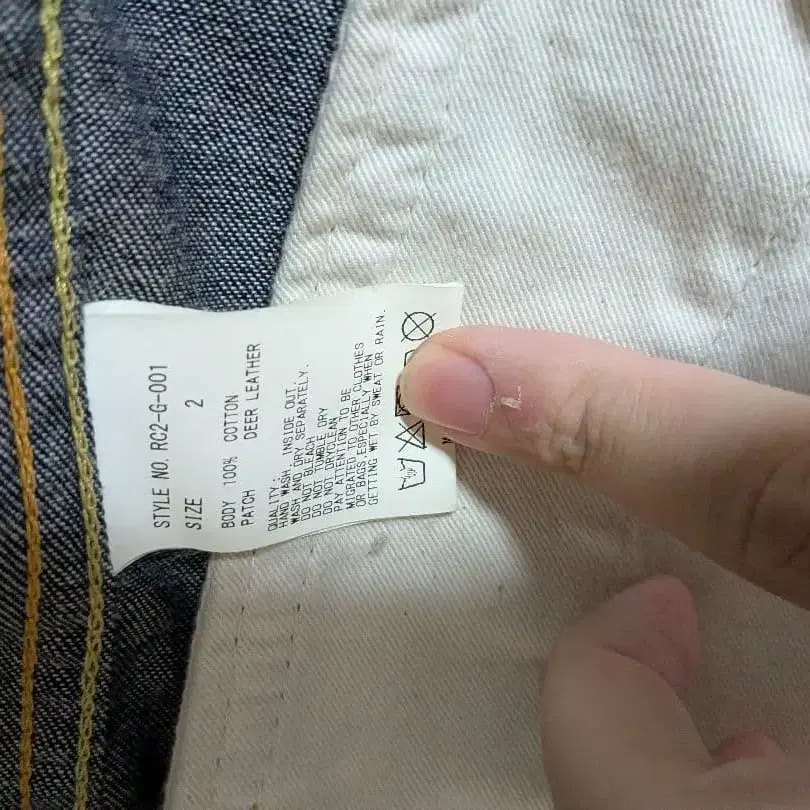 STYLE NO. RC2-G-001
SIZE 2
BODY 100% COTTON
PATCH DEER LEATHER
QUALITY:
HAND WASH, INSIDE OUT.
WASH AND DRY SEPARATELY.
DO NOT BLEACH
DO NOT TUMBLE DRY
DO NOT DRYCLEAN
PAY ATTENTION TO BE
MIGRATED TO OTHER CLOTHES
OR BAGS,ESPECIALLY WHEN
GETTING WET BY SWEAT OR RAIN.